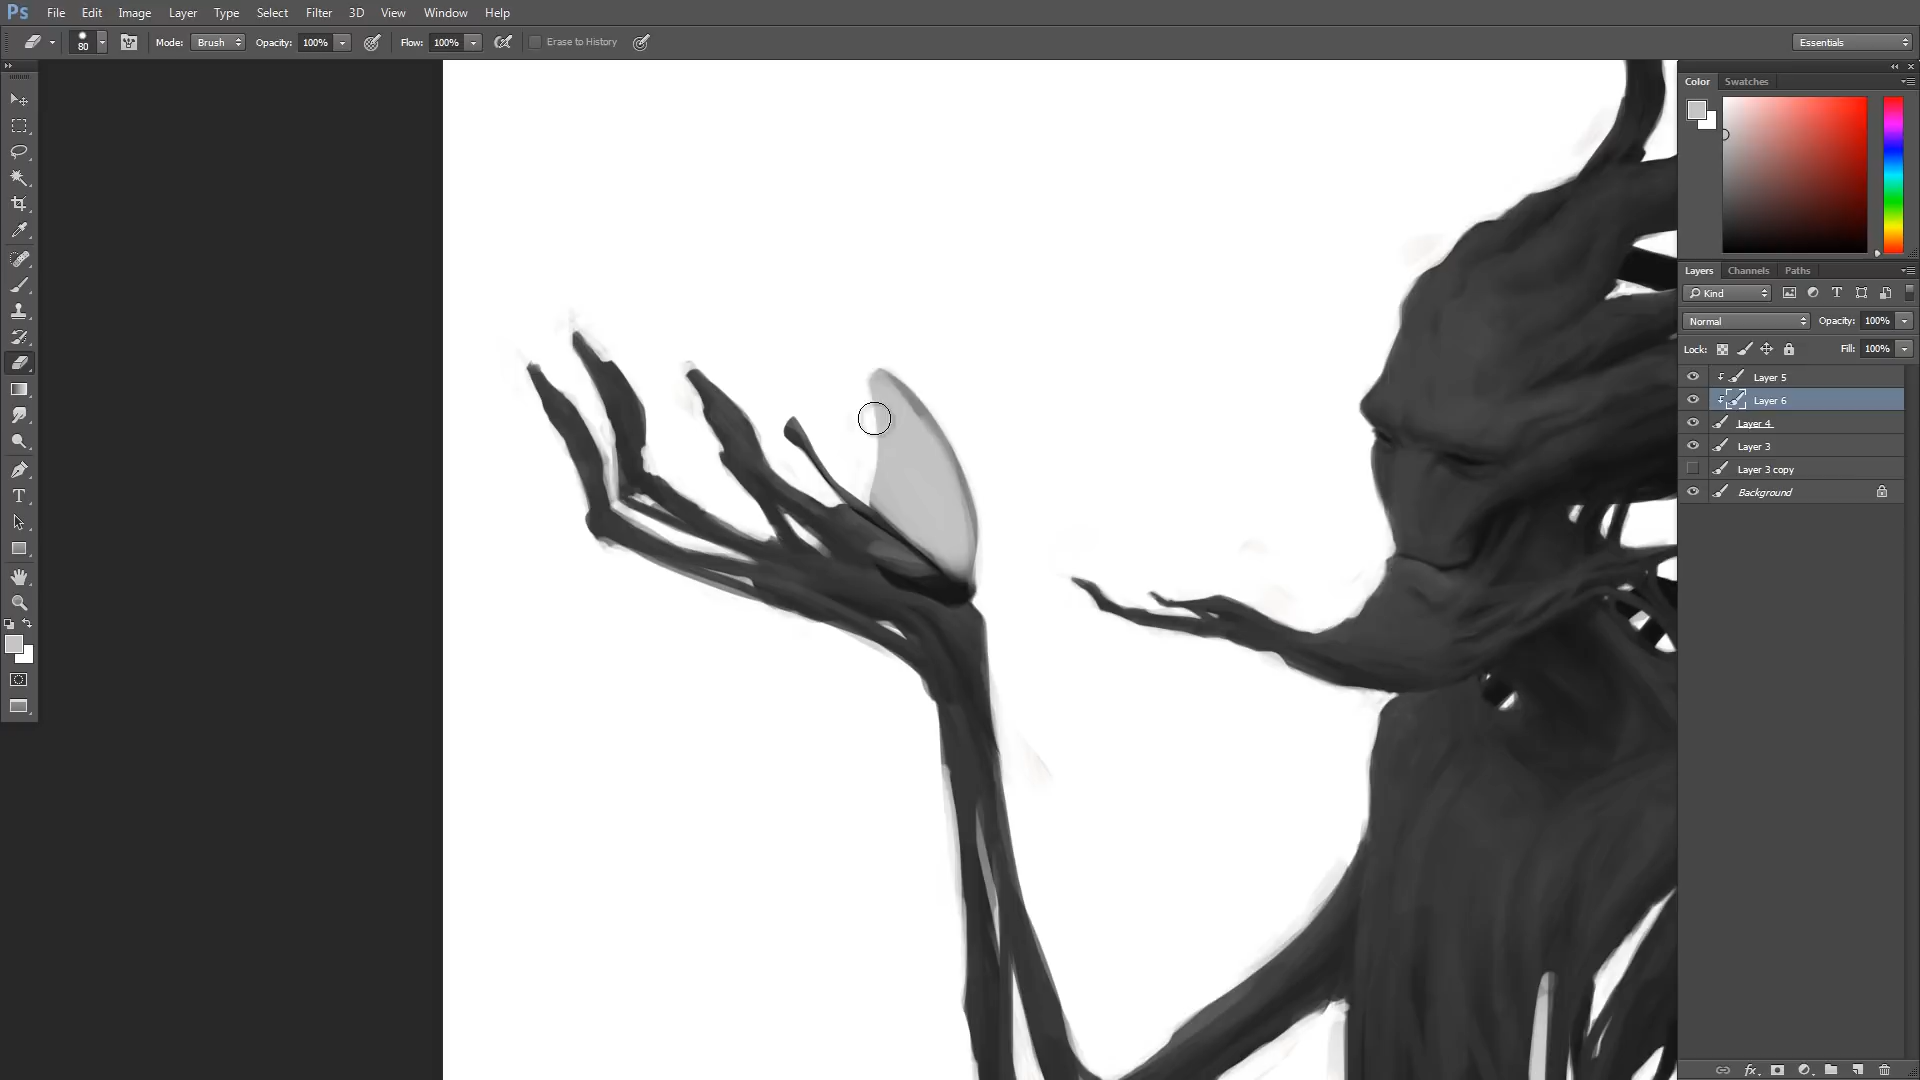 Ps File Edit Image Layer Type Select Filter 3D View Window Help
80 Mode: Brush Opacity: 100% Flow: 100% Erase to History Essentials
Color Swatches
Layers Channels Paths
Kind
Normal Opacity: 100%
Lock: Fill: 100%
Layer 5
Layer 6
Layer 4
Layer 3
Layer 3 copy
Background
T
fx